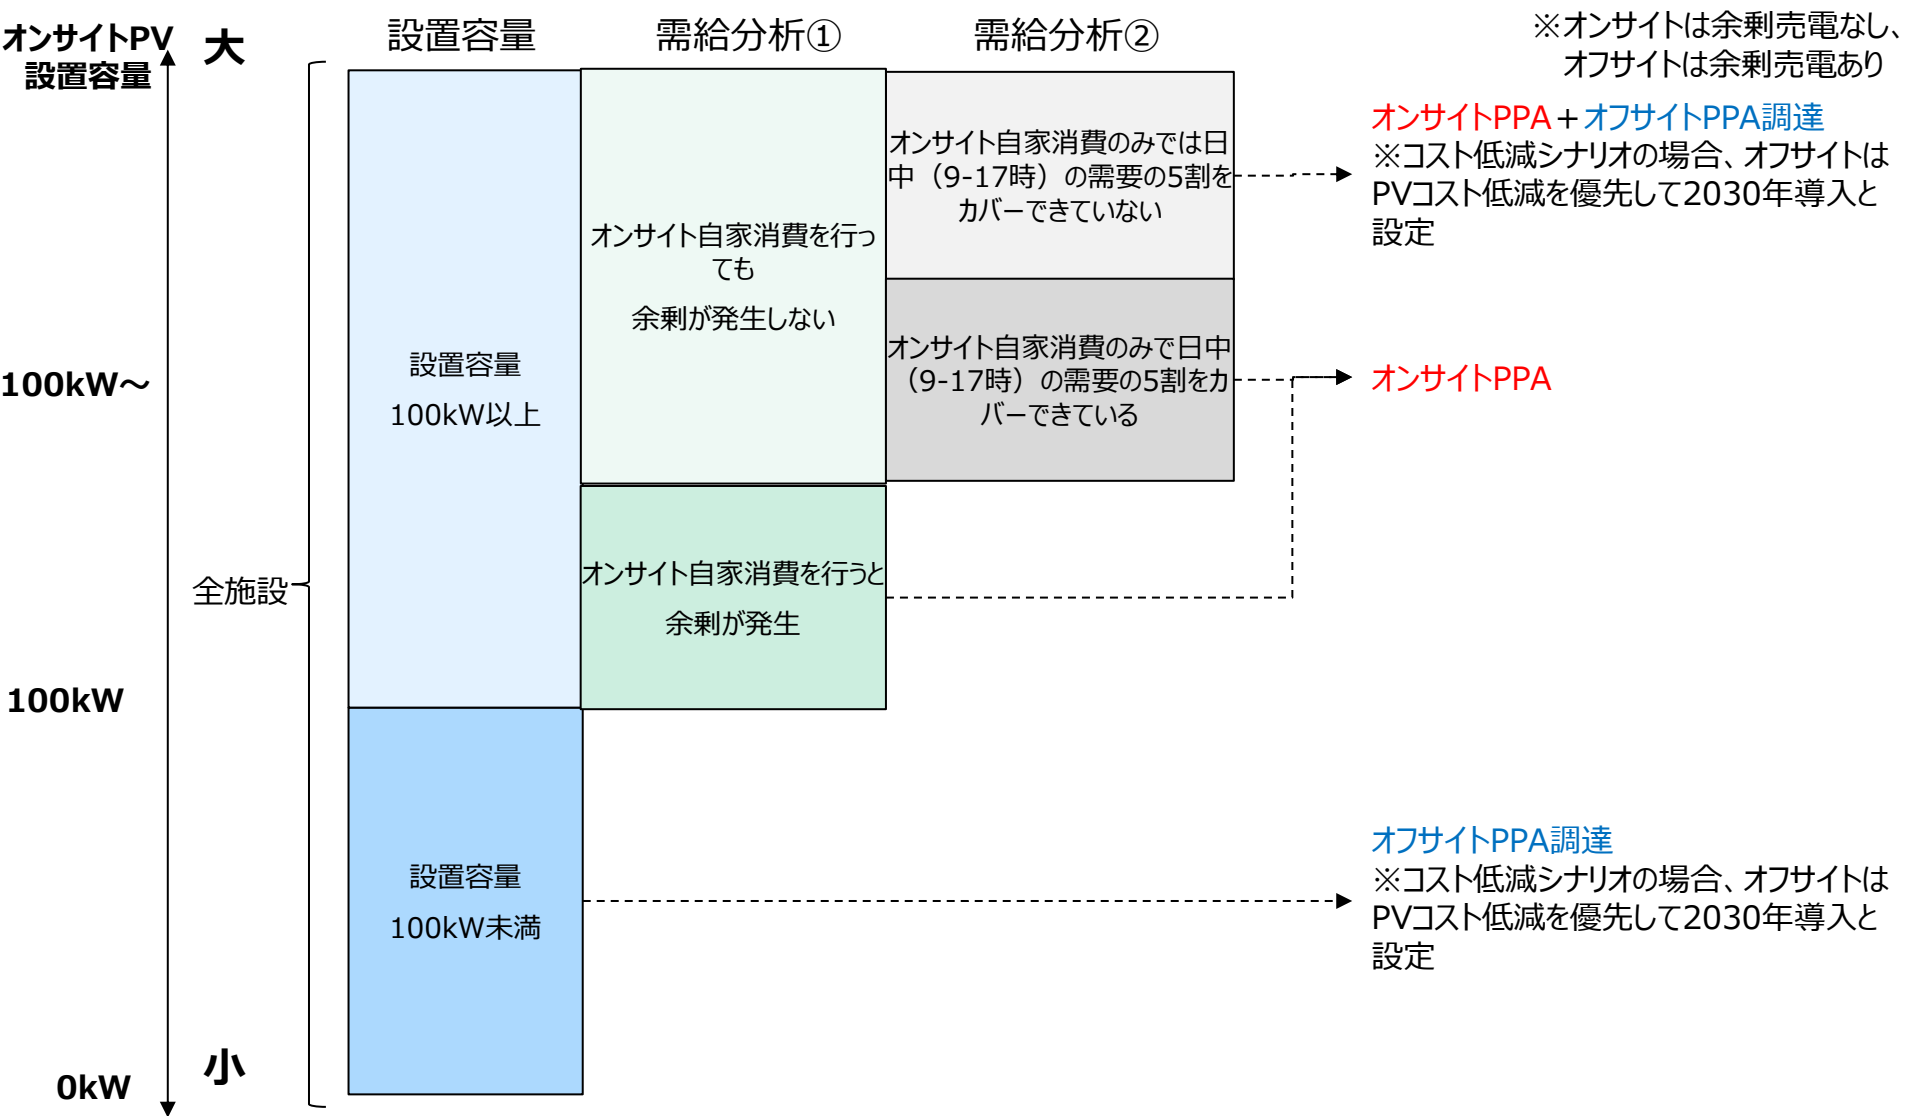 オンサイトPV
設置容量
大
設置容量
需給分析①
需給分析②
※オンサイトは余剰売電なし、
オフサイトは余剰売電あり
オンサイト自家消費のみでは日
中（9-17時）の需要の5割を
カバーできていない
オンサイトPPA＋オフサイトPPA調達
※コスト低減シナリオの場合、オフサイトは
PVコスト低減を優先して2030年導入と
設定
オンサイト自家消費を行っ
ても
余剰が発生しない
100kW～
設置容量
100kW以上
オンサイト自家消費のみで日中
（9-17時）の需要の5割をカ
バーできている
オンサイトPPA
全施設
オンサイト自家消費を行うと
余剰が発生
100kW
設置容量
100kW未満
オフサイトPPA調達
※コスト低減シナリオの場合、オフサイトは
PVコスト低減を優先して2030年導入と
設定
小
0kW